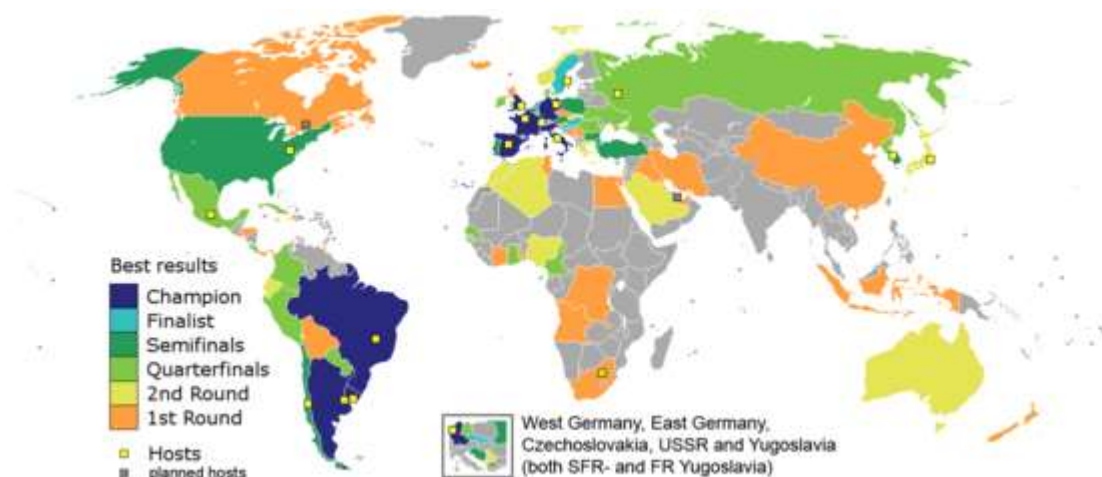 Best results
Champion
Finalist
Semifinals
Quarterfinals
2nd Round
1st Round
Hosts
planned hosts
West Germany, East Germany,
Czechoslovakia, USSR and Yugoslavia
(both SFR- and FR Yugoslavia)